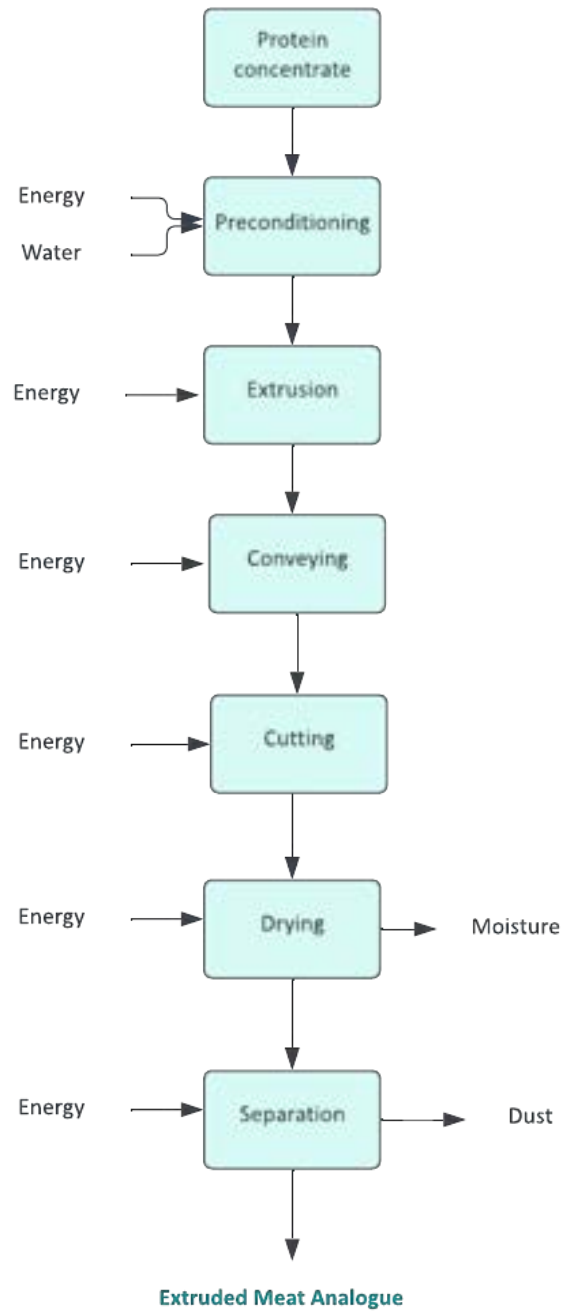 Protein
concentrate
Energy
Preconditioning
Water
Energy
Extrusion
Energy
Conveying
Energy
Cutting
Energy
Drying
Moisture
Energy
Separation
Dust
Extruded Meat Analogue